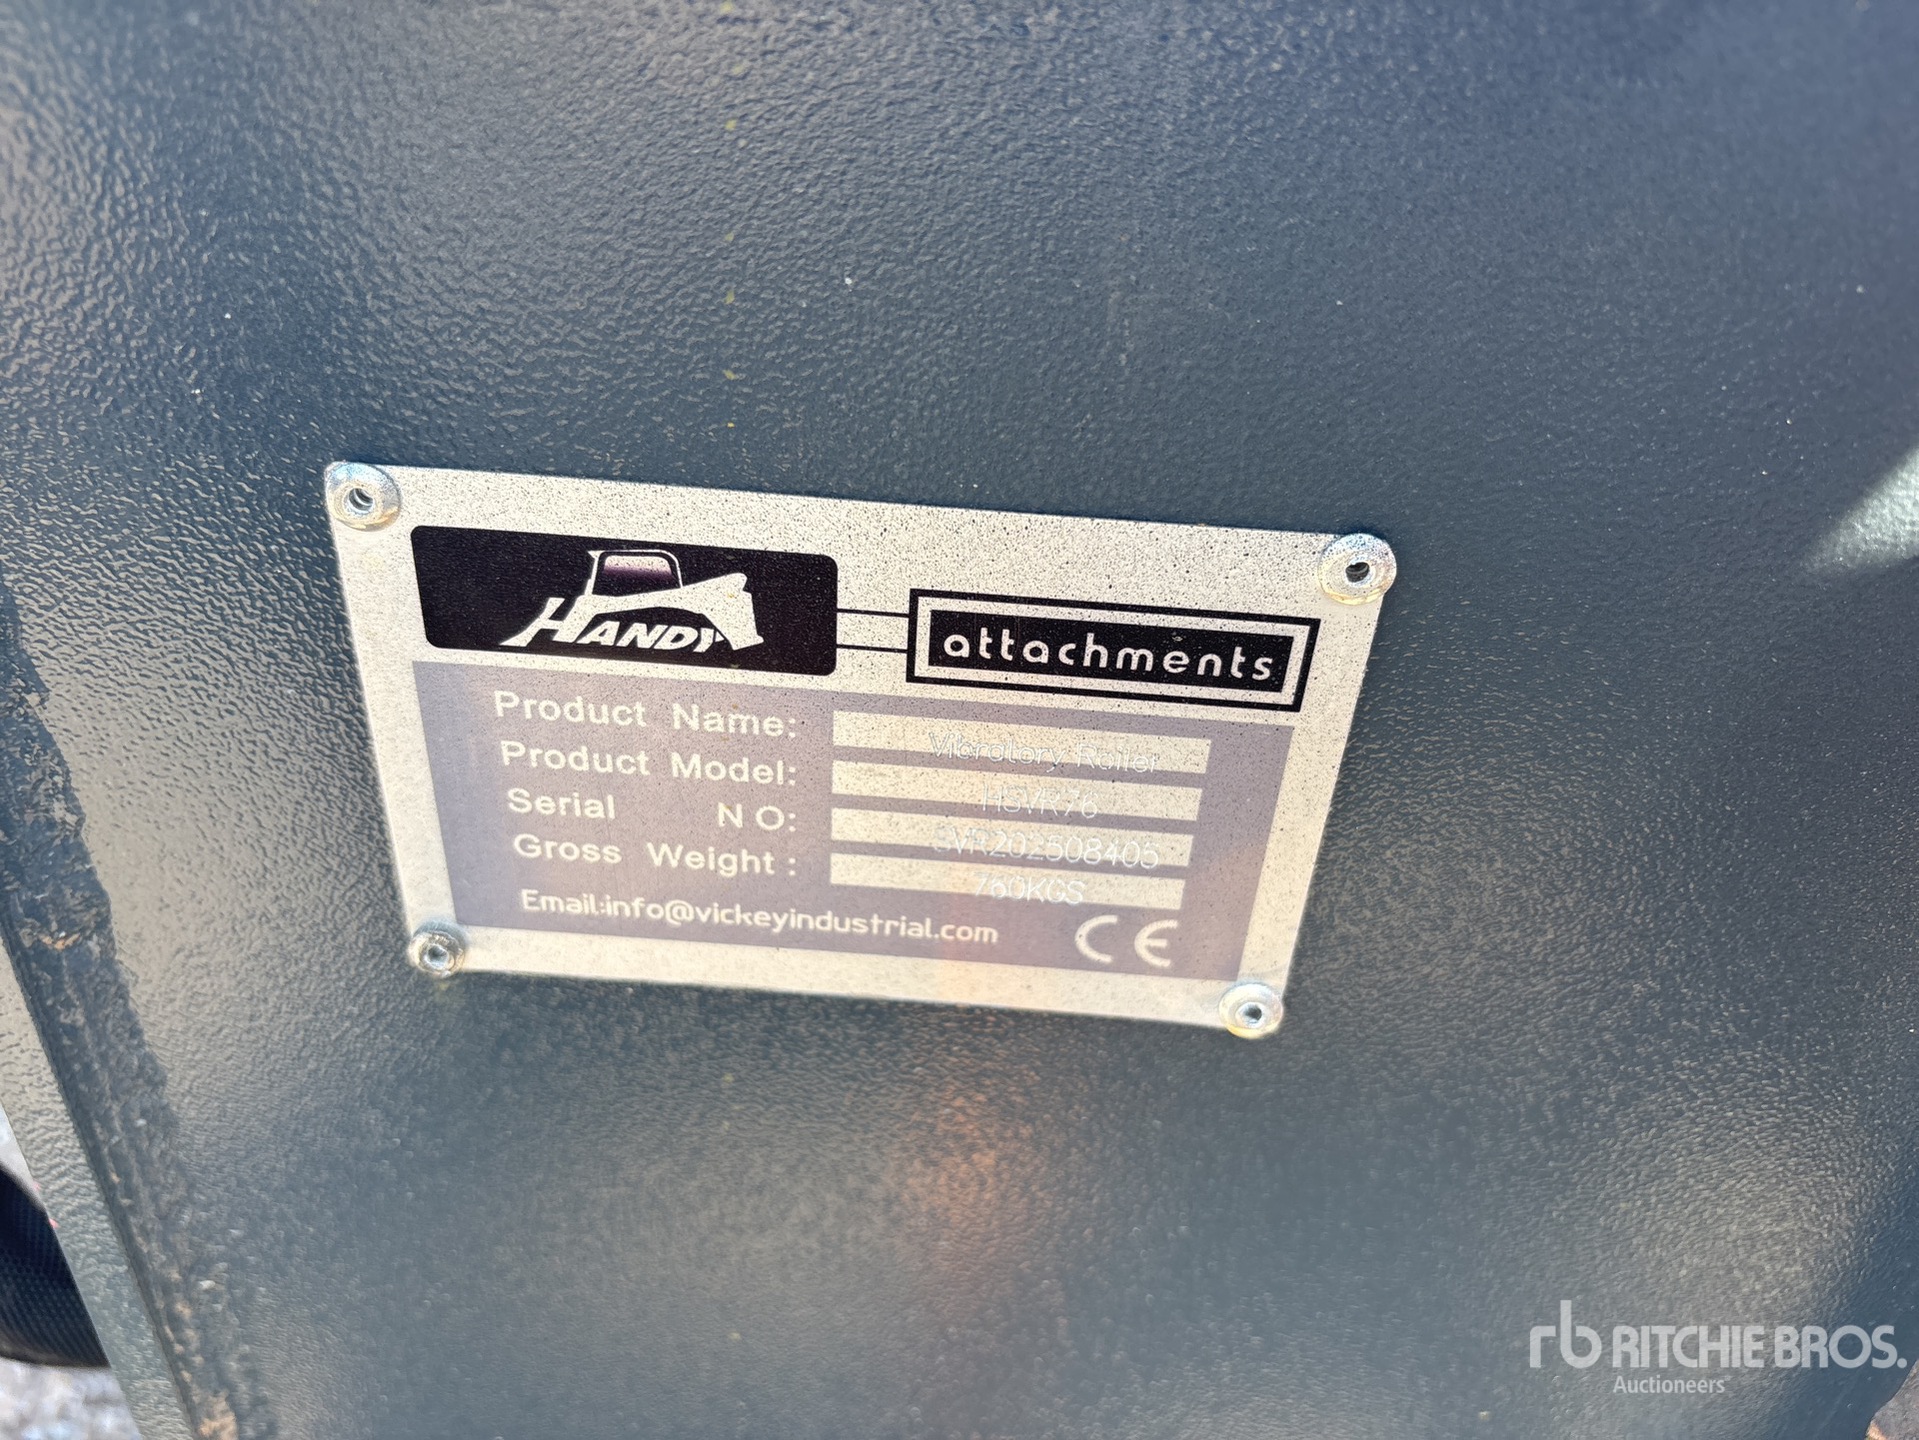 HANDY
attachments
Product Name: Vibratory Roller
Product Model: HSVR76
Serial NO: SVR202508405
Gross Weight: 760KGS
Email:info@vickeyindustrial.com CE
rb RITCHIE BROS.
Auctioneers